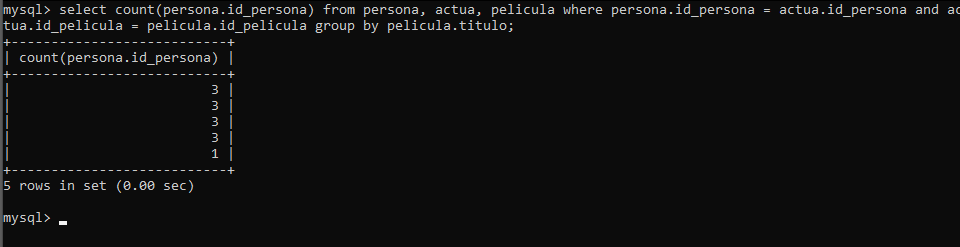 mysql> select count(persona.id_persona) from persona, actua, pelicula where persona.id_persona = actua.id_persona and ac
tua.id_pelicula = pelicula.id_pelicula group by pelicula.titulo;
+---------------------------+
| count(persona.id_persona) |
+---------------------------+
|                         3 |
|                         3 |
|                         3 |
|                         3 |
|                         1 |
+---------------------------+
5 rows in set (0.00 sec)
mysql> _